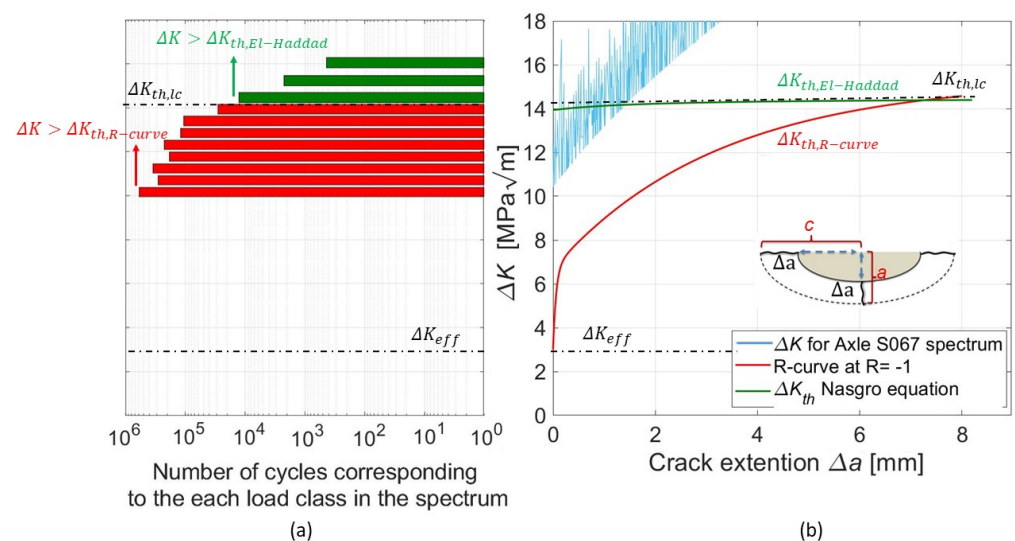 ΔK > ΔK_th,El−Haddad
ΔK_th,lc
ΔK > ΔK_th,R−curve
ΔK_eff
10^6 10^5 10^4 10^3 10^2 10^1 10^0
Number of cycles corresponding
to the each load class in the spectrum
(a)
18
16
14
12
10
8
6
4
2
0
ΔK [MPa√m]
ΔK_th,El−Haddad
ΔK_th,lc
ΔK_th,R−curve
c
Δa
a
Δa
ΔK_eff
ΔK for Axle S067 spectrum
R-curve at R= -1
ΔK_th Nasgro equation
0 2 4 6 8
Crack extention Δa [mm]
(b)